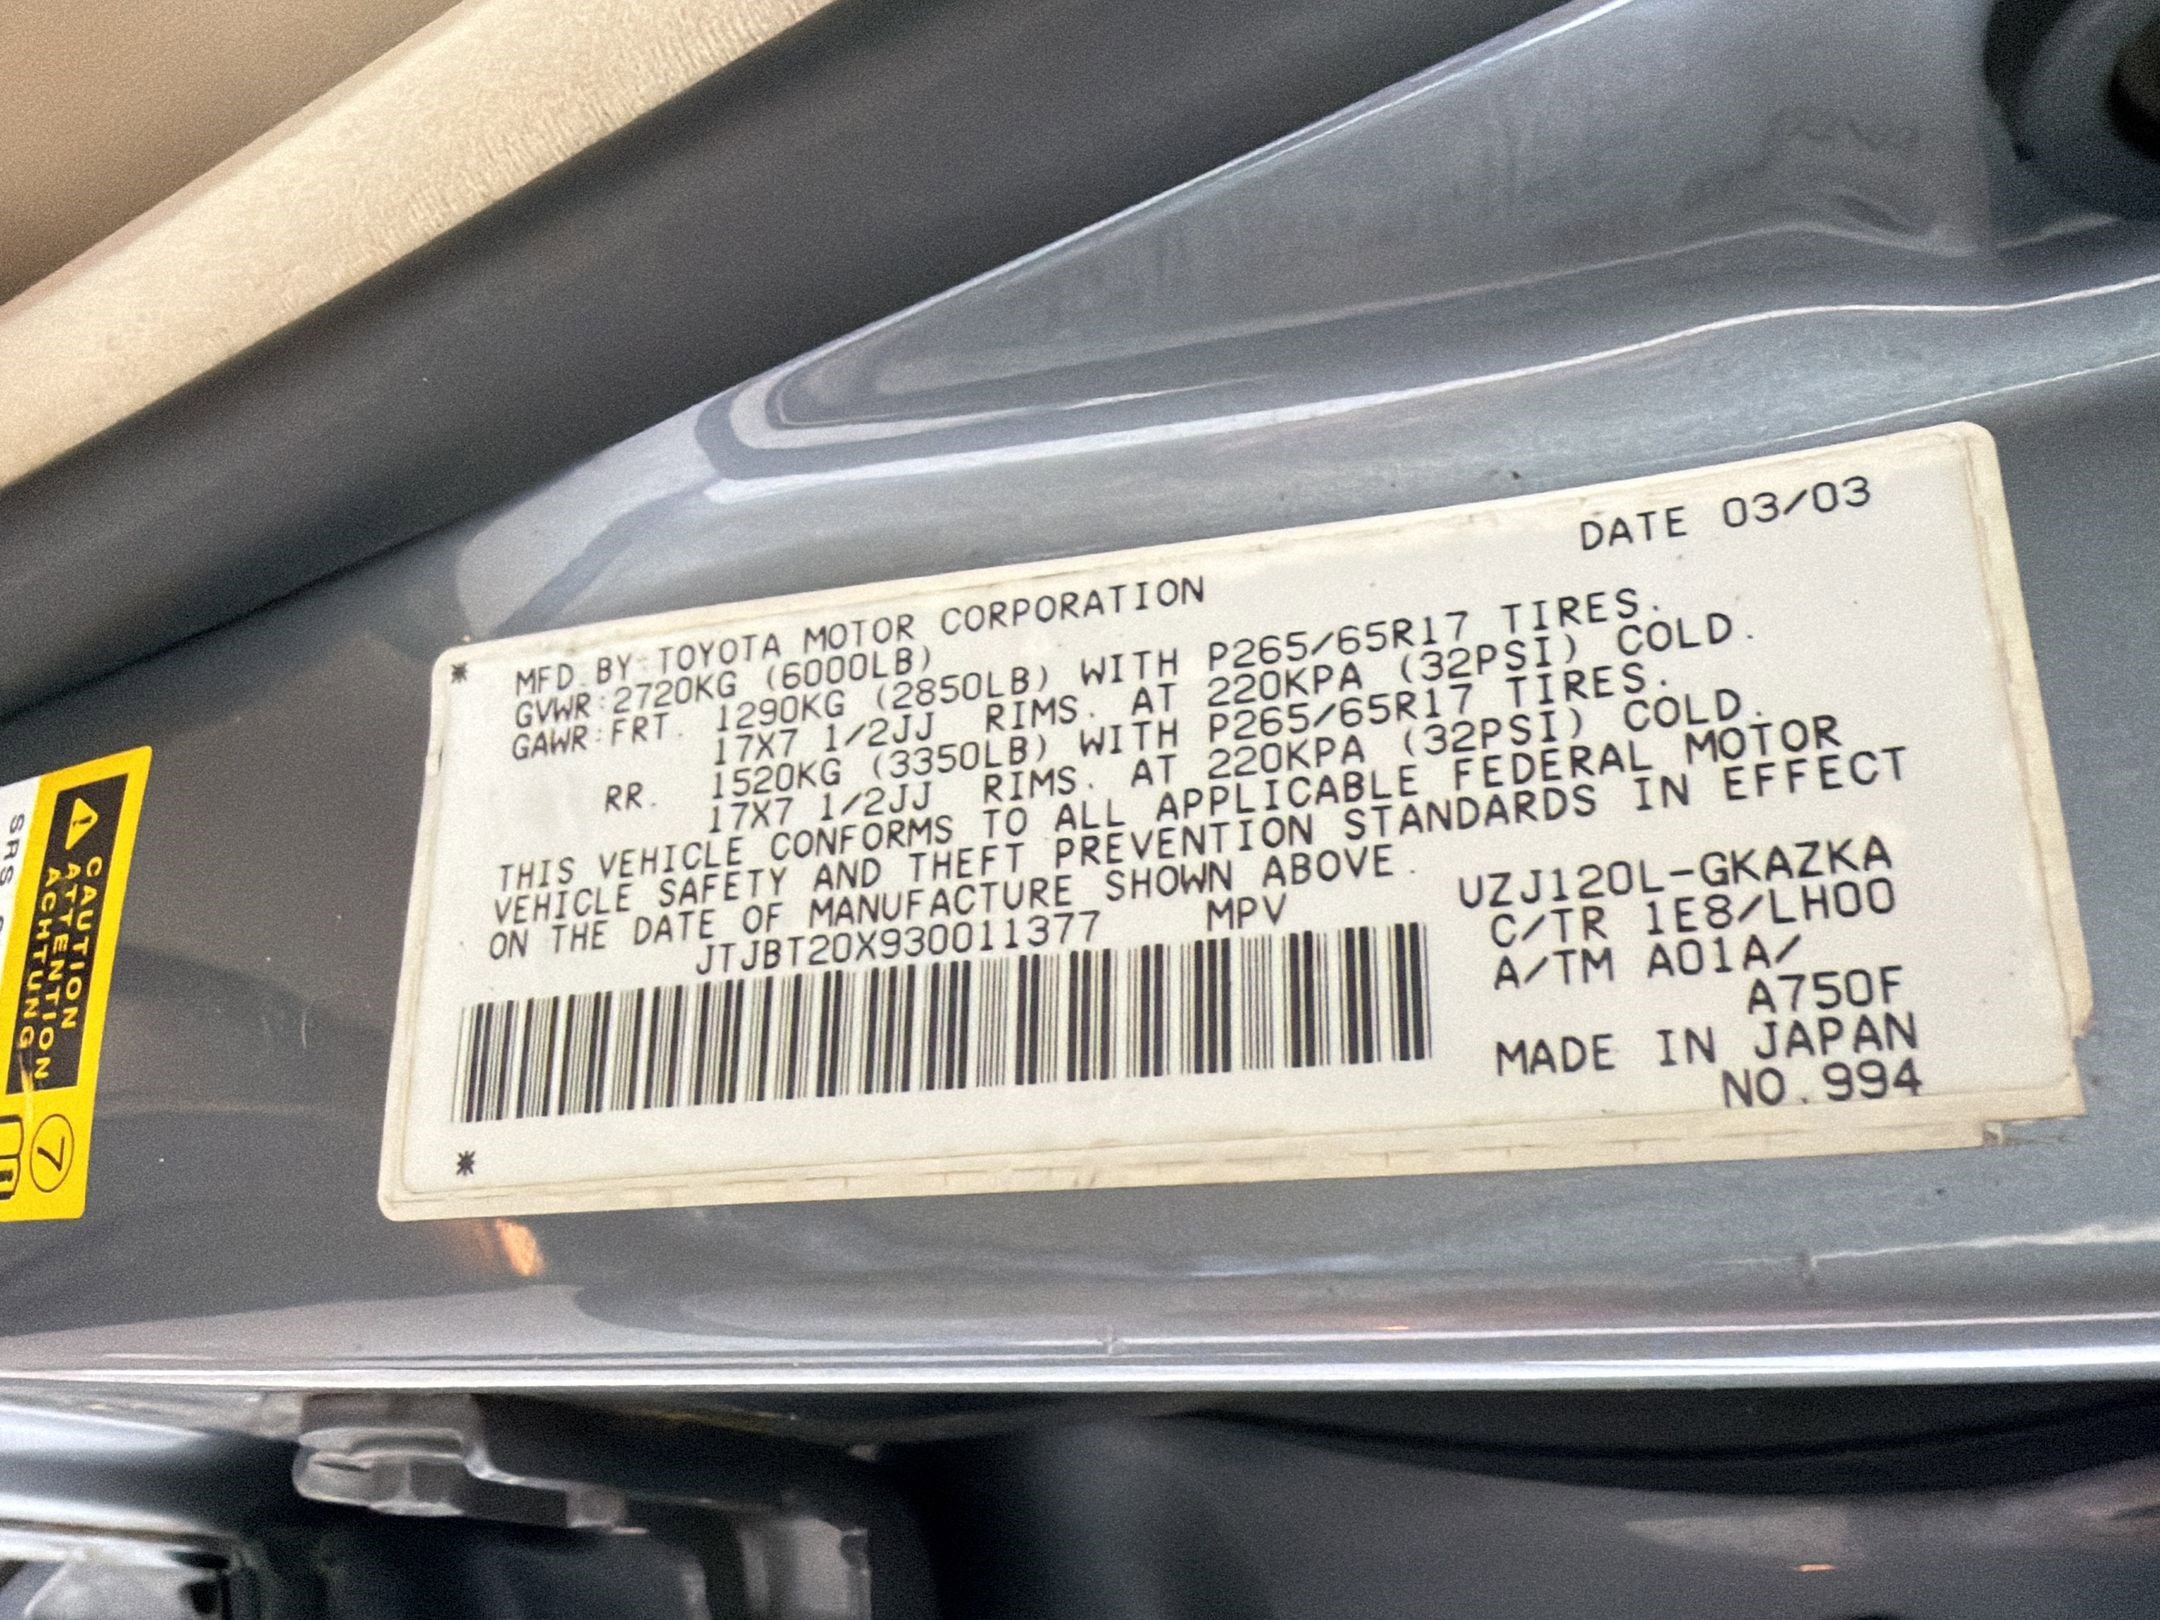 DATE 03/03
MFD.BY:TOYOTA MOTOR CORPORATION
GVWR:2720KG (6000LB)
GAWR:FRT. 1290KG (2850LB) WITH P265/65R17 TIRES.
17X7 1/2JJ RIMS. AT 220KPA (32PSI) COLD.
RR. 1520KG (3350LB) WITH P265/65R17 TIRES.
17X7 1/2JJ RIMS. AT 220KPA (32PSI) COLD.
THIS VEHICLE CONFORMS TO ALL APPLICABLE FEDERAL MOTOR
VEHICLE SAFETY AND THEFT PREVENTION STANDARDS IN EFFECT
ON THE DATE OF MANUFACTURE SHOWN ABOVE.
JTJBT20X930011377 MPV
UZJ120L-GKAZKA
C/TR 1E8/LH00
A/TM A01A/
A750F
MADE IN JAPAN
NO.994
CAUTION
ATTENTION
ACHTUNG
SRS
7